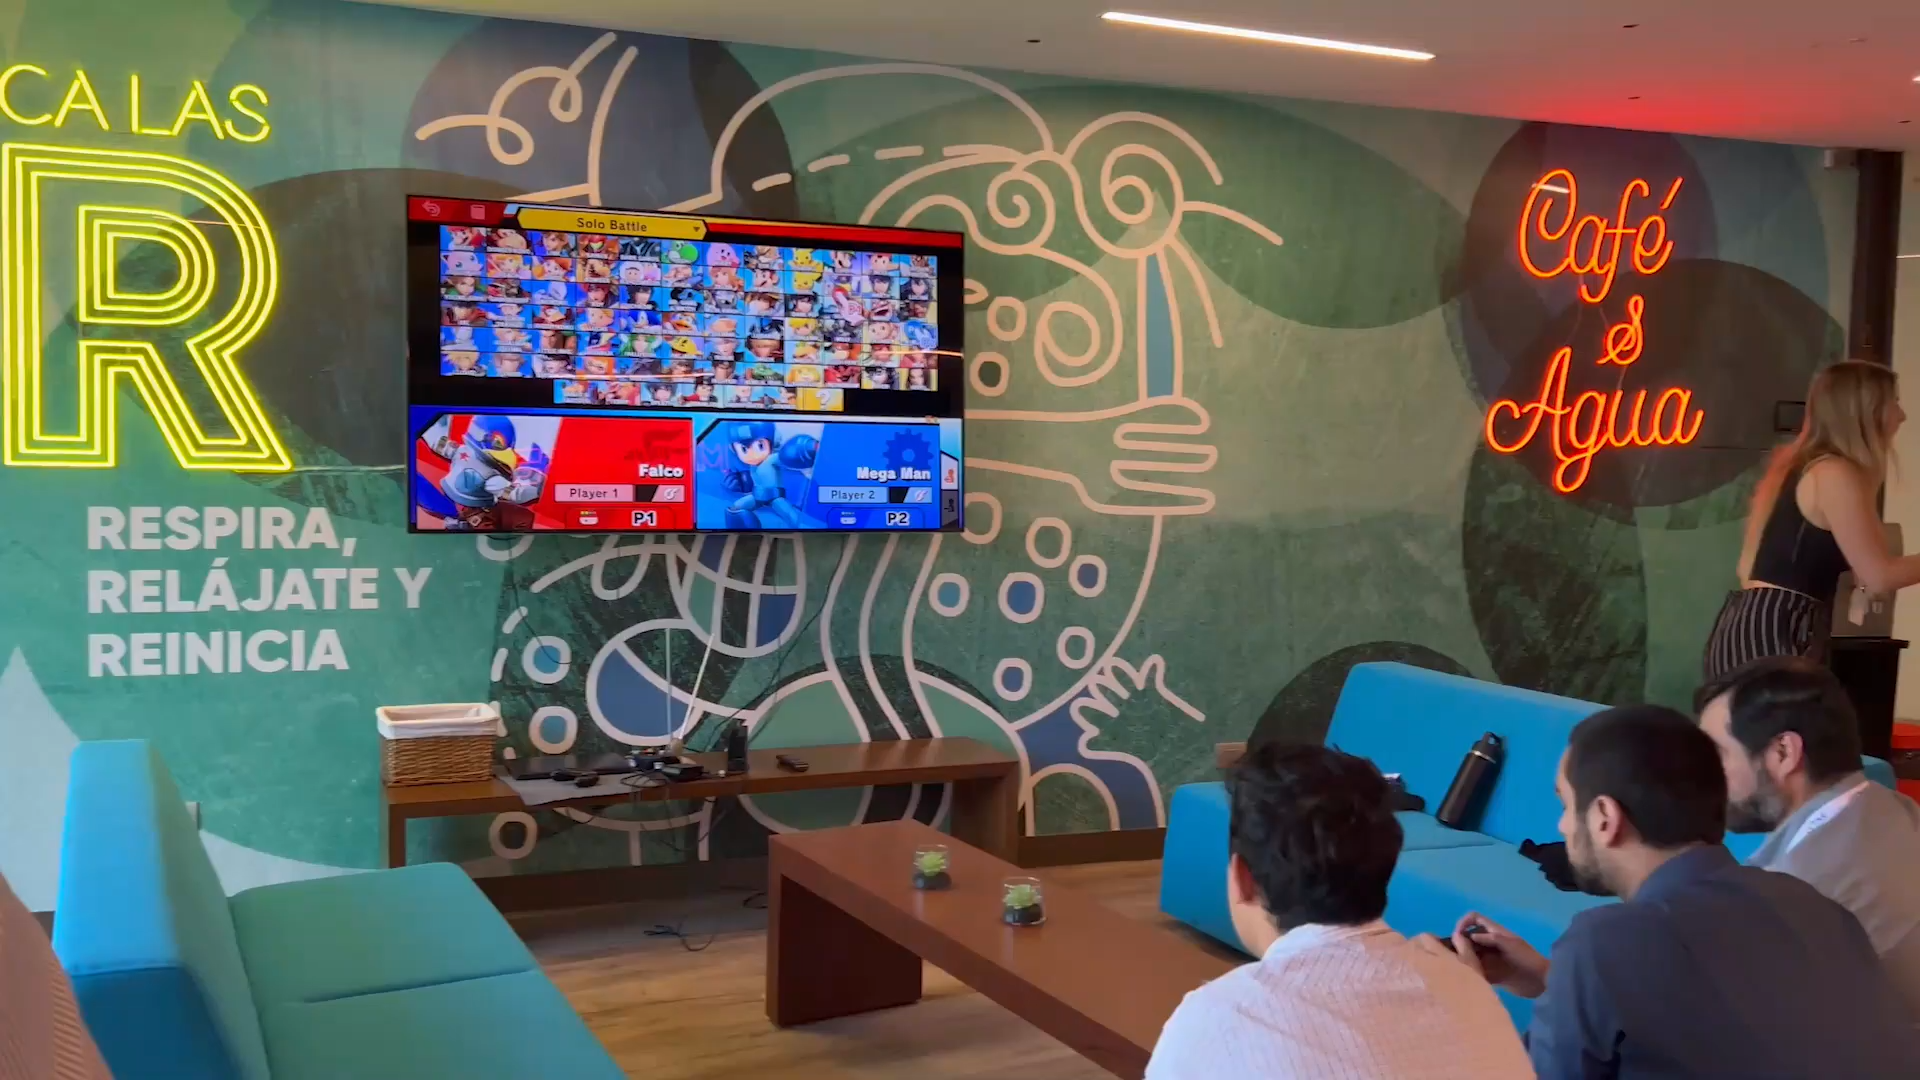 CA LAS
R
RESPIRA,
RELÁJATE Y
REINICIA
Solo Battle
Falco
Player 1
P1
Mega Man
Player 2
P2
Café
&
Agua